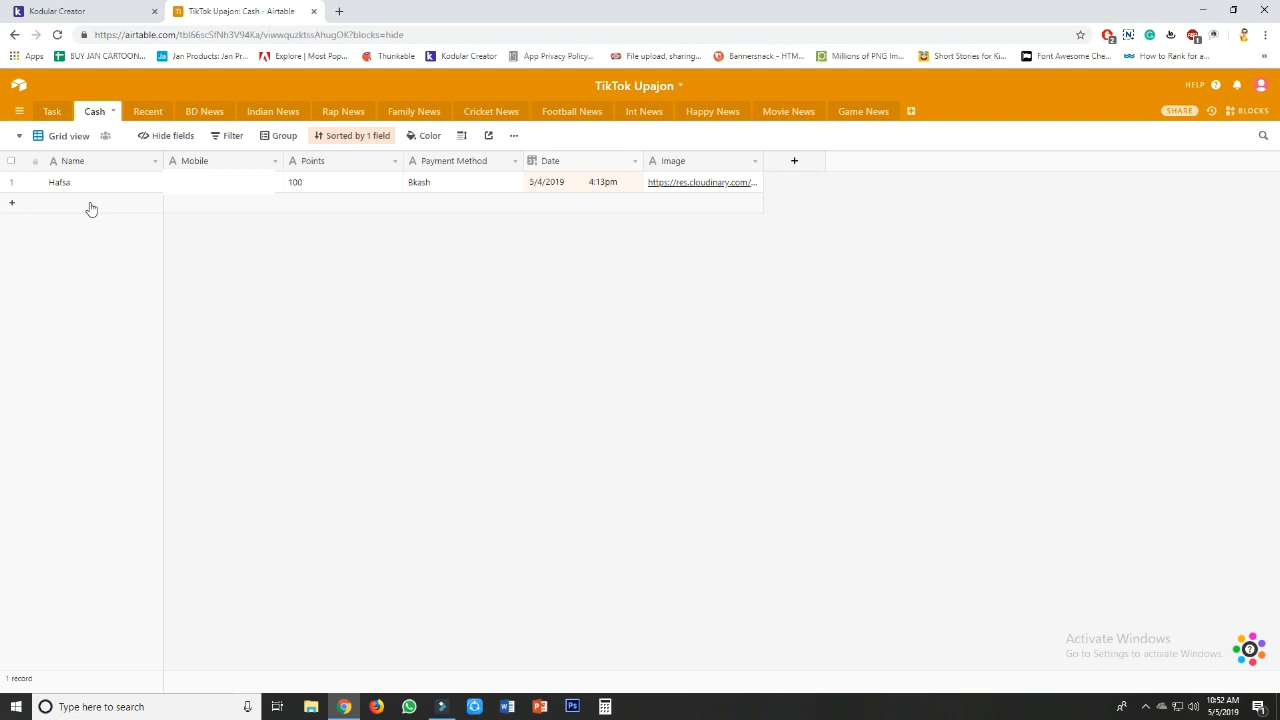 Kodular Creator
TikTok Upajon: Cash - Airtable
https://airtable.com/tbl66scSfNh3V94Ka/viwwquzktssAhugOK?blocks=hide
Apps BUY JAN CARTOON... Jan Products: Jan Pr... Explore | Most Pop... Thunkable Kodular Creator App Privacy Policy... File upload, sharing... Bannersnack - HTM... Millions of PNG Im... Short Stories for Ki... Font Awesome Che... How to Rank for a... »
TikTok Upajon
HELP
Task Cash Recent BD News Indian News Rap News Family News Cricket News Football News Int News Happy News Movie News Game News
SHARE BLOCKS
Grid view Hide fields Filter Group Sorted by 1 field Color
Name Mobile Points Payment Method Date Image
1 Hafsa 100 Bkash 5/4/2019 4:13pm https://res.cloudinary.com/...
+
Activate Windows
Go to Settings to activate Windows.
1 record
Type here to search
10:52 AM
5/5/2019